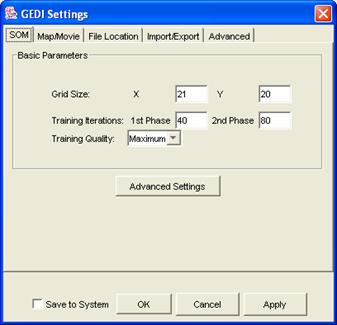 GEDI Settings
SOM Map/Movie File Location Import/Export Advanced
Basic Parameters
Grid Size: X 21 Y 20
Training Iterations: 1st Phase 40 2nd Phase 80
Training Quality: Maximum
Advanced Settings
Save to System OK Cancel Apply